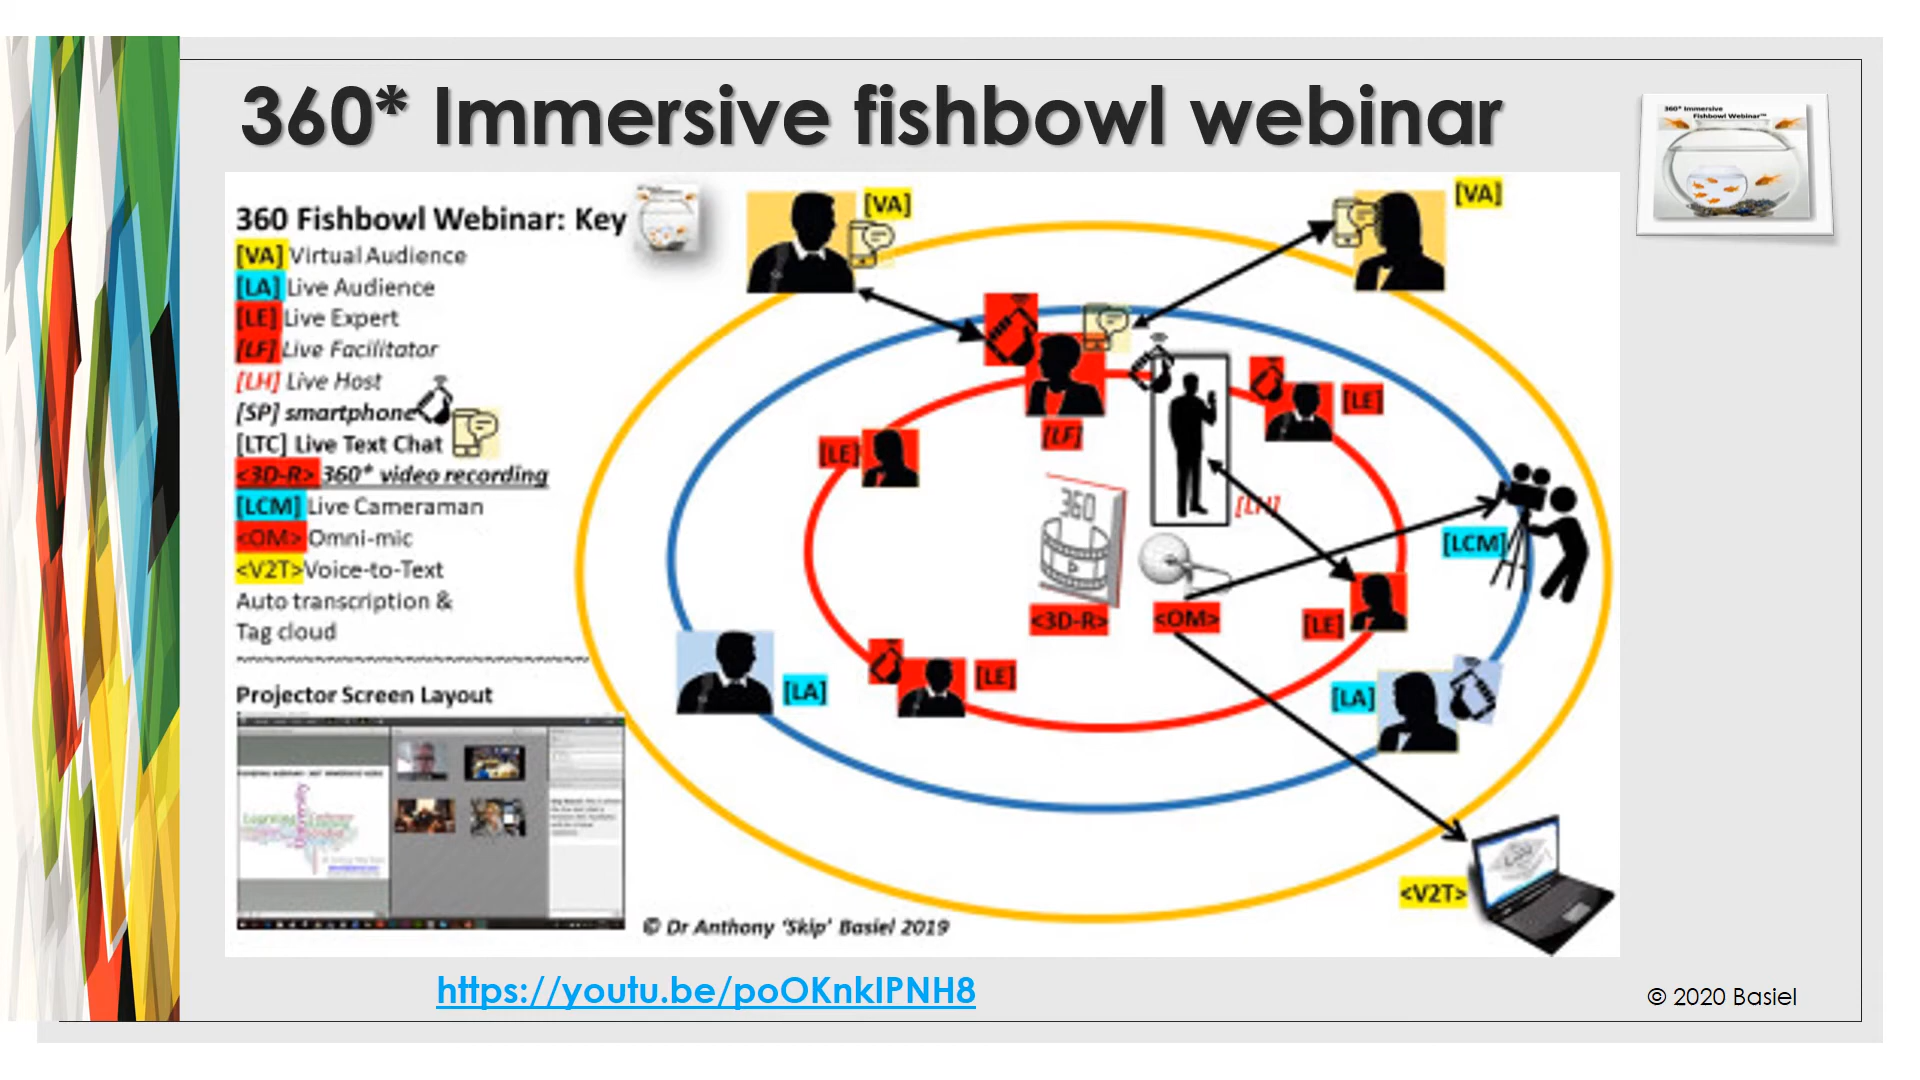 360* Immersive fishbowl webinar
360* Immersive
Fishbowl Webinar™
360 Fishbowl Webinar: Key
[VA] Virtual Audience
[LA] Live Audience
[LE] Live Expert
[LF] Live Facilitator
[LH] Live Host
[SP] smartphone
[LTC] Live Text Chat
<3D-R> 360* video recording
[LCM] Live Cameraman
<OM> Omni-mic
<V2T>Voice-to-Text
Auto transcription &
Tag cloud
Projector Screen Layout
[VA]
[VA]
[LE]
[LF]
[LE]
360
[LH]
[LCM]
<3D-R>
<OM>
[LE]
[LE]
[LA]
[LA]
<V2T>
© Dr Anthony 'Skip' Basiel 2019
https://youtu.be/poOKnkIPNH8
© 2020 Basiel